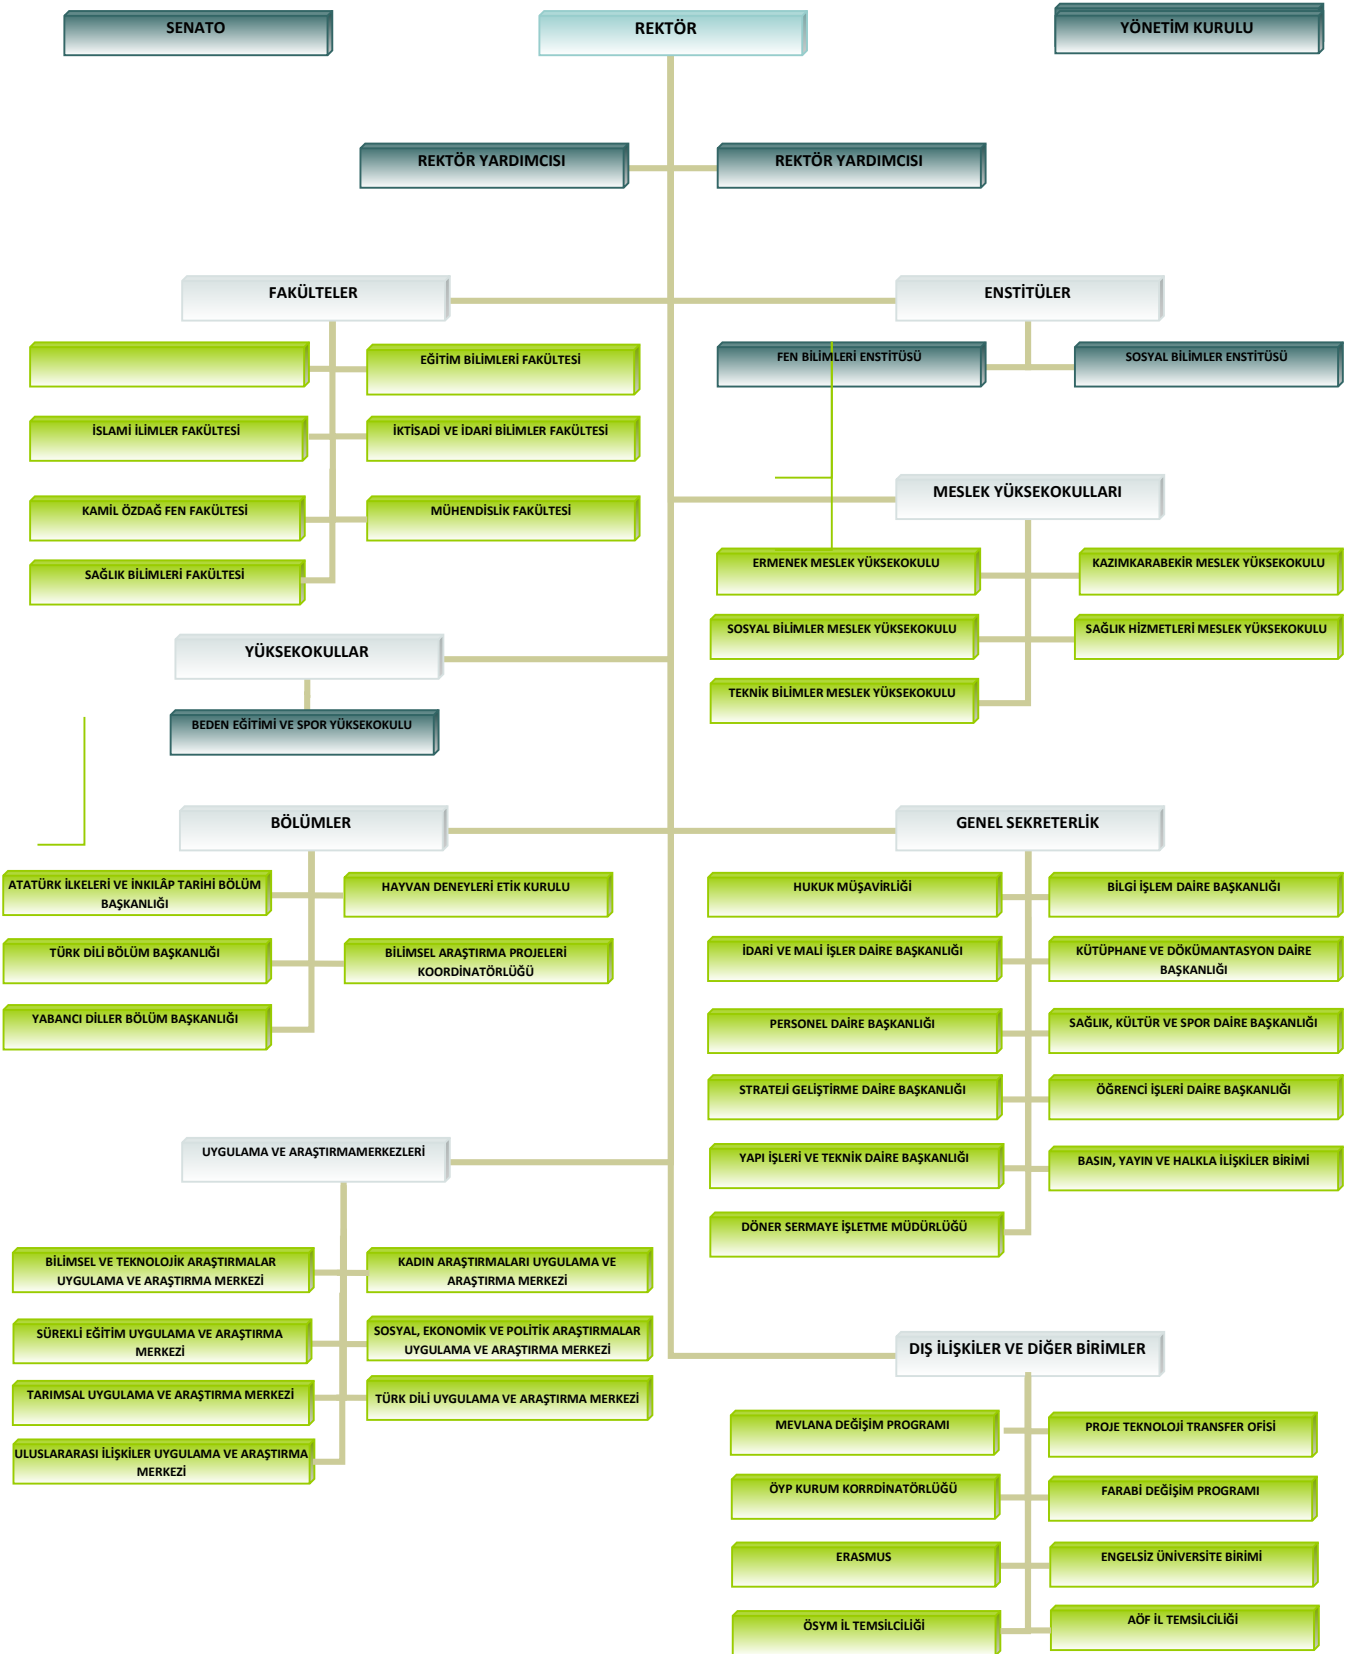 SENATO
REKTÖR
YÖNETİM KURULU
REKTÖR YARDIMCISI
REKTÖR YARDIMCISI
FAKÜLTELER
EĞİTİM BİLİMLERİ FAKÜLTESİ
İSLAMİ İLİMLER FAKÜLTESİ
İKTİSADİ VE İDARİ BİLİMLER FAKÜLTESİ
KAMİL ÖZDAĞ FEN FAKÜLTESİ
MÜHENDİSLİK FAKÜLTESİ
SAĞLIK BİLİMLERİ FAKÜLTESİ
ENSTİTÜLER
FEN BİLİMLERİ ENSTİTÜSÜ
SOSYAL BİLİMLER ENSTİTÜSÜ
MESLEK YÜKSEKOKULLARI
ERMENEK MESLEK YÜKSEKOKULU
KAZIMKARABEKİR MESLEK YÜKSEKOKULU
SOSYAL BİLİMLER MESLEK YÜKSEKOKULU
SAĞLIK HİZMETLERİ MESLEK YÜKSEKOKULU
TEKNİK BİLİMLER MESLEK YÜKSEKOKULU
YÜKSEKOKULLAR
BEDEN EĞİTİMİ VE SPOR YÜKSEKOKULU
BÖLÜMLER
ATATÜRK İLKELERİ VE İNKILÂP TARİHİ BÖLÜM
BAŞKANLIĞI
HAYVAN DENEYLERİ ETİK KURULU
TÜRK DİLİ BÖLÜM BAŞKANLIĞI
BİLİMSEL ARAŞTIRMA PROJELERİ
KOORDİNATÖRLÜĞÜ
YABANCI DİLLER BÖLÜM BAŞKANLIĞI
GENEL SEKRETERLİK
HUKUK MÜŞAVİRLİĞİ
BİLGİ İŞLEM DAİRE BAŞKANLIĞI
İDARİ VE MALİ İŞLER DAİRE BAŞKANLIĞI
KÜTÜPHANE VE DÖKÜMANTASYON DAİRE
BAŞKANLIĞI
PERSONEL DAİRE BAŞKANLIĞI
SAĞLIK, KÜLTÜR VE SPOR DAİRE BAŞKANLIĞI
STRATEJİ GELİŞTİRME DAİRE BAŞKANLIĞI
ÖĞRENCİ İŞLERİ DAİRE BAŞKANLIĞI
YAPI İŞLERİ VE TEKNİK DAİRE BAŞKANLIĞI
BASIN, YAYIN VE HALKLA İLİŞKİLER BİRİMİ
DÖNER SERMAYE İŞLETME MÜDÜRLÜĞÜ
UYGULAMA VE ARAŞTIRMAMERKEZLERİ
BİLİMSEL VE TEKNOLOJİK ARAŞTIRMALAR
UYGULAMA VE ARAŞTIRMA MERKEZİ
KADIN ARAŞTIRMALARI UYGULAMA VE
ARAŞTIRMA MERKEZİ
SÜREKLİ EĞİTİM UYGULAMA VE ARAŞTIRMA
MERKEZİ
SOSYAL, EKONOMİK VE POLİTİK ARAŞTIRMALAR
UYGULAMA VE ARAŞTIRMA MERKEZİ
TARIMSAL UYGULAMA VE ARAŞTIRMA MERKEZİ
TÜRK DİLİ UYGULAMA VE ARAŞTIRMA MERKEZİ
ULUSLARARASI İLİŞKİLER UYGULAMA VE ARAŞTIRMA
MERKEZİ
DIŞ İLİŞKİLER VE DİĞER BİRİMLER
MEVLANA DEĞİŞİM PROGRAMI
PROJE TEKNOLOJİ TRANSFER OFİSİ
ÖYP KURUM KORRDİNATÖRLÜĞÜ
FARABİ DEĞİŞİM PROGRAMI
ERASMUS
ENGELSİZ ÜNİVERSİTE BİRİMİ
ÖSYM İL TEMSİLCİLİĞİ
AÖF İL TEMSİLCİLİĞİ